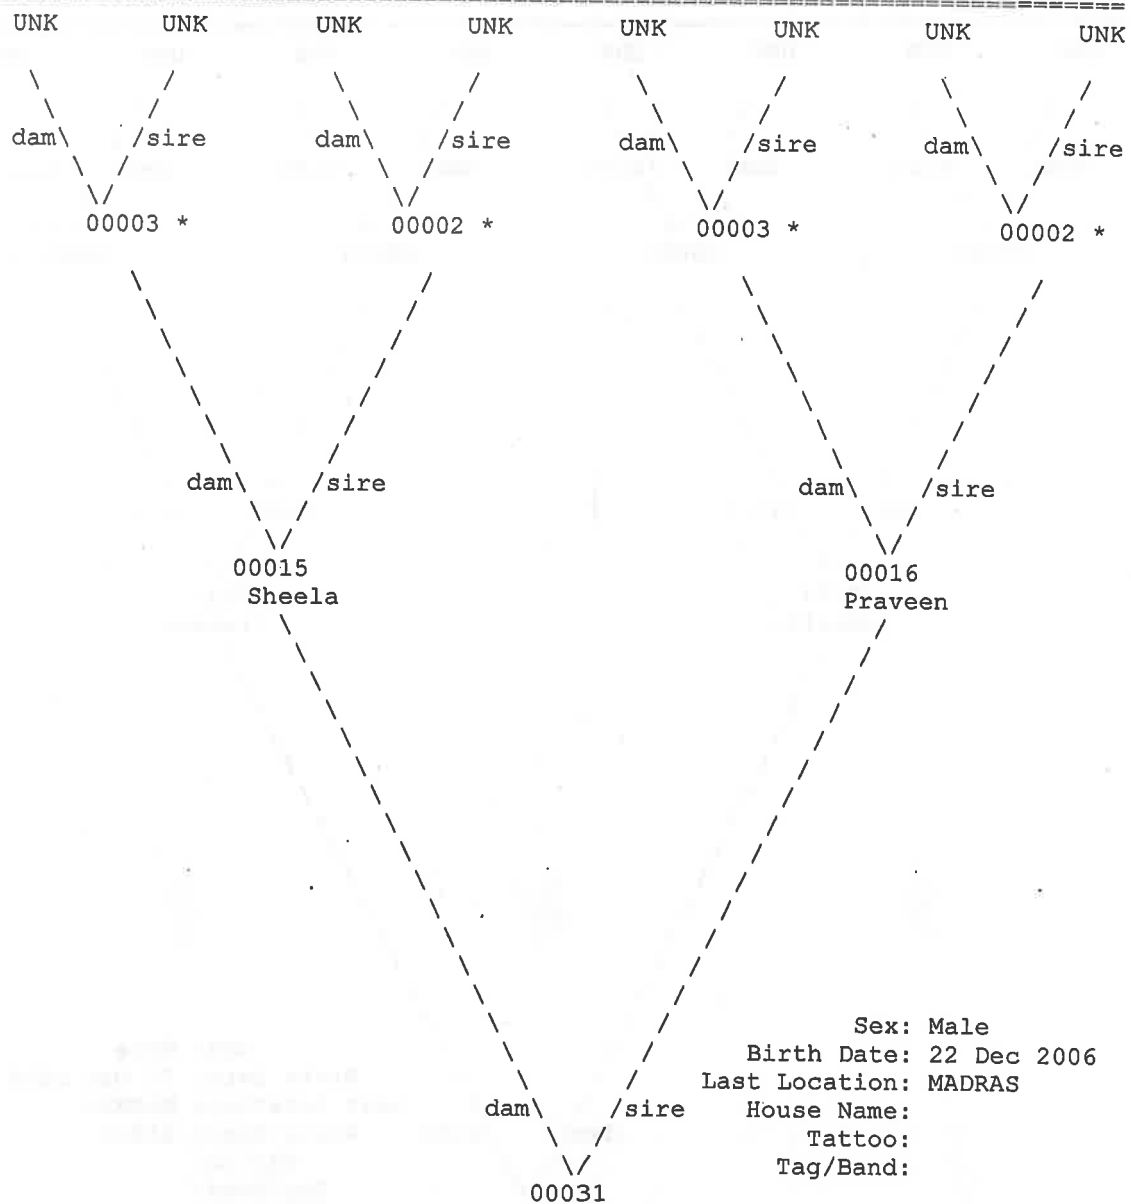 UNK UNK UNK UNK UNK UNK UNK UNK
dam\ /sire dam\ /sire dam\ /sire dam\ /sire
00003 * 00002 * 00003 * 00002 *
dam\ /sire dam\ /sire
00015 00016
Sheela Praveen
Sex: Male
Birth Date: 22 Dec 2006
Last Location: MADRAS
dam\ /sire House Name:
Tattoo:
Tag/Band:
00031